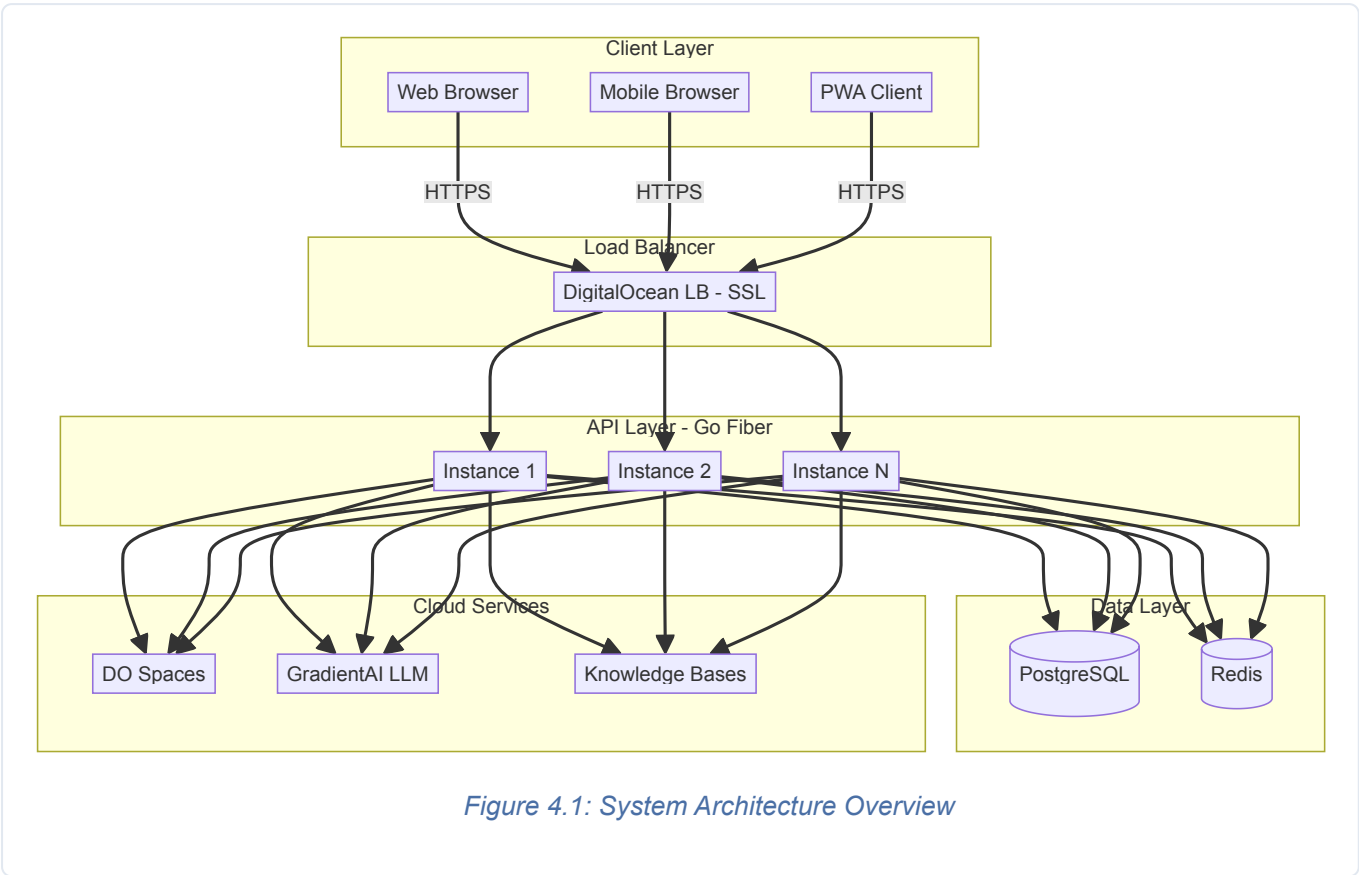 Client Layer
Web Browser
Mobile Browser
PWA Client
HTTPS
HTTPS
HTTPS
Load Balancer
DigitalOcean LB - SSL
API Layer - Go Fiber
Instance 1
Instance 2
Instance N
Cloud Services
Data Layer
DO Spaces
GradientAI LLM
Knowledge Bases
PostgreSQL
Redis
Figure 4.1: System Architecture Overview